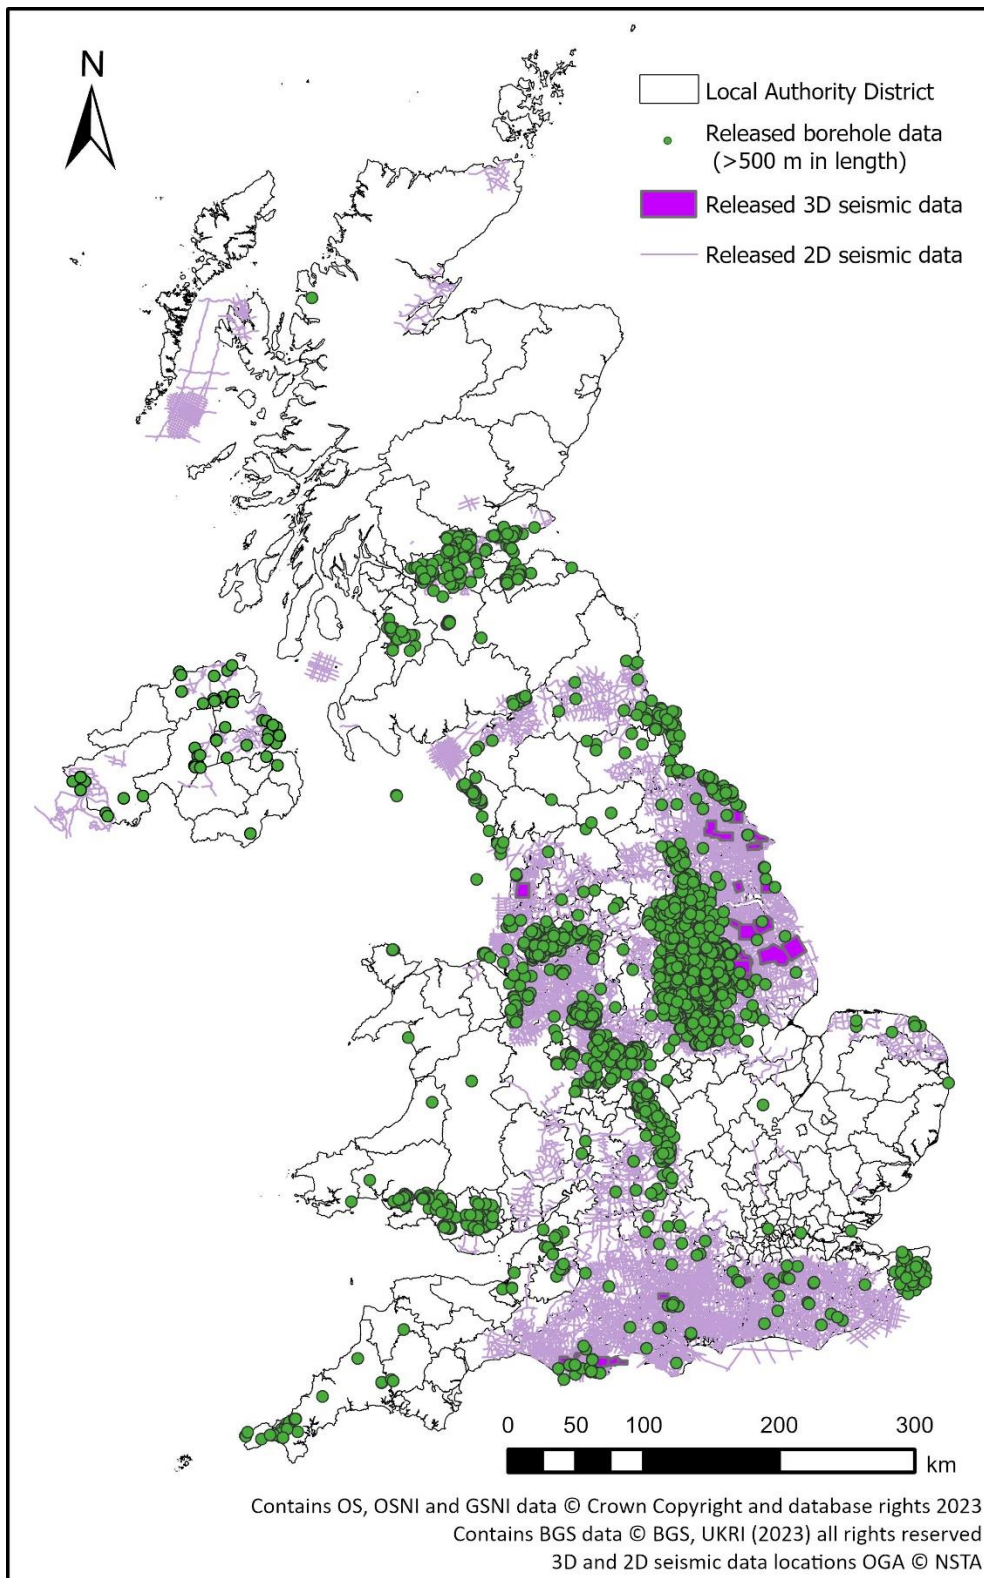 N
Local Authority District
Released borehole data
(>500 m in length)
Released 3D seismic data
Released 2D seismic data
0 50 100 200 300
km
Contains OS, OSNI and GSNI data © Crown Copyright and database rights 2023
Contains BGS data © BGS, UKRI (2023) all rights reserved
3D and 2D seismic data locations OGA © NSTA